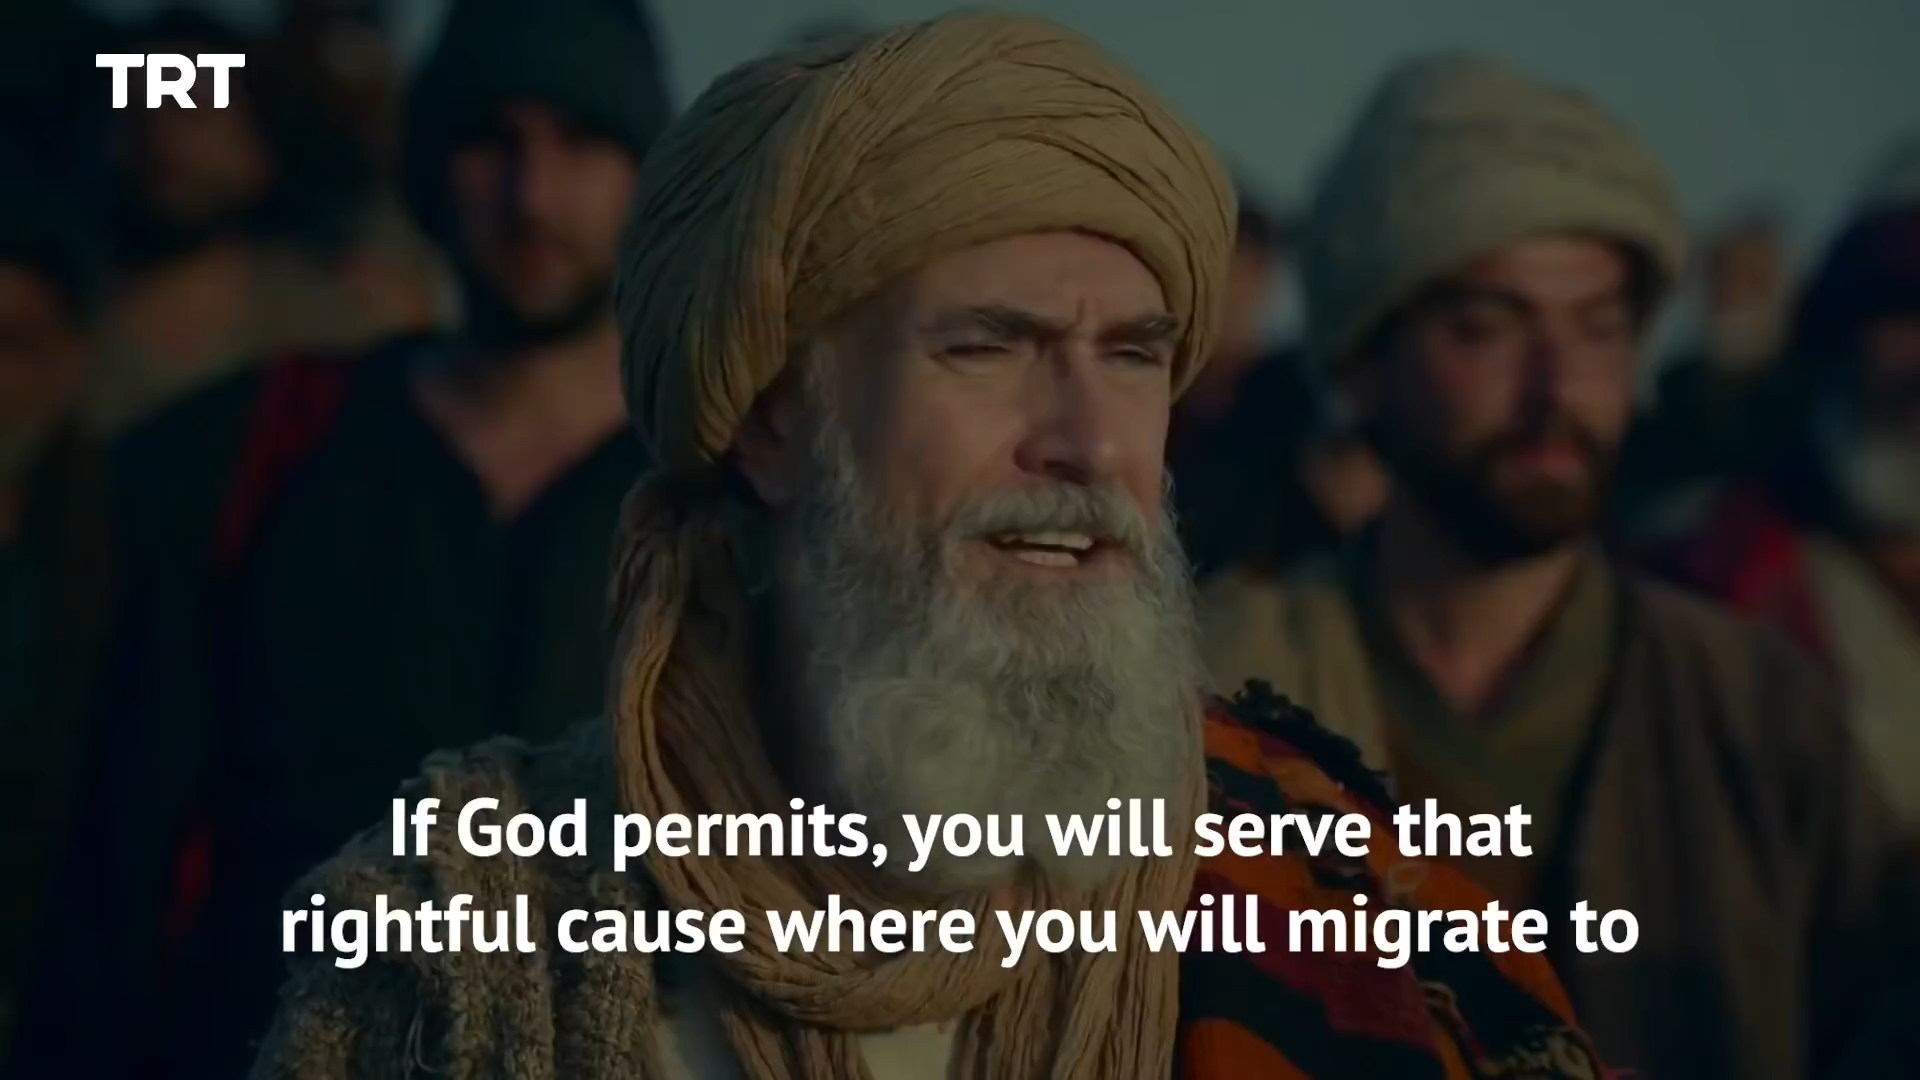 TRT
If God permits, you will serve that
rightful cause where you will migrate to